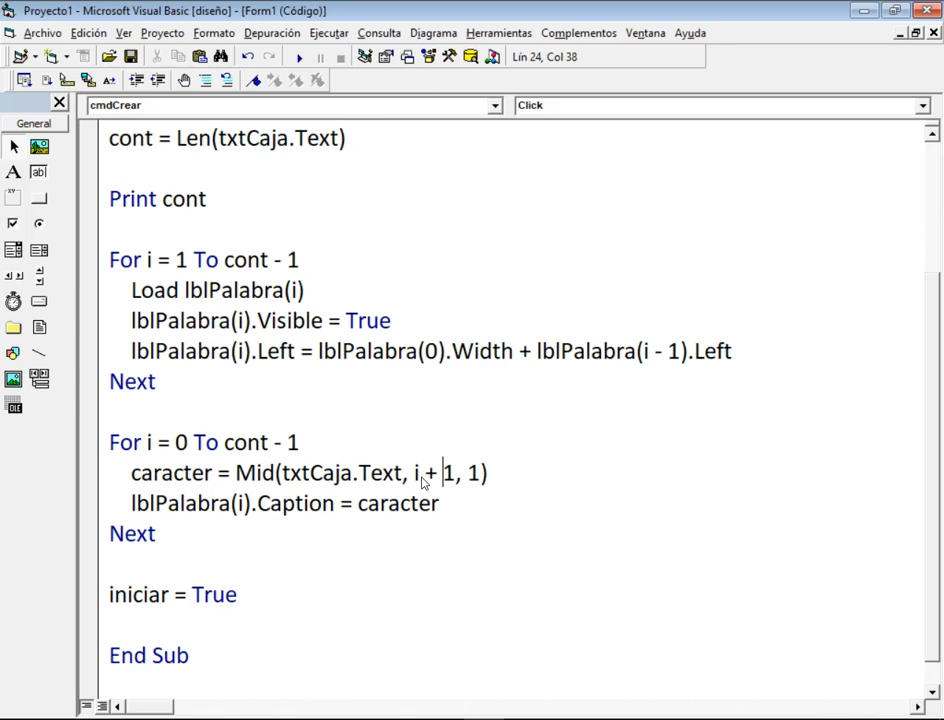 Proyecto1 - Microsoft Visual Basic [diseño] - [Form1 (Código)]
Archivo Edición Ver Proyecto Formato Depuración Ejecutar Consulta Diagrama Herramientas Complementos Ventana Ayuda
Lín 24, Col 38
cmdCrear Click
General
cont = Len(txtCaja.Text)
Print cont
For i = 1 To cont - 1
Load lblPalabra(i)
lblPalabra(i).Visible = True
lblPalabra(i).Left = lblPalabra(0).Width + lblPalabra(i - 1).Left
Next
For i = 0 To cont - 1
caracter = Mid(txtCaja.Text, i + 1, 1)
lblPalabra(i).Caption = caracter
Next
iniciar = True
End Sub